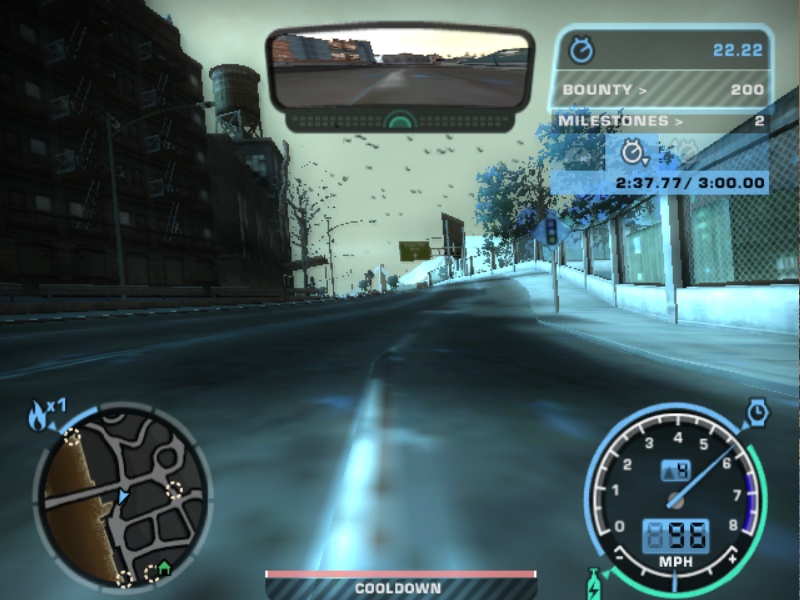 22.22
BOUNTY > 200
MILESTONES > 2
2:37.77/ 3:00.00
x1
0 1 2 3 4 5 6 7 8
4
96
MPH
COOLDOWN